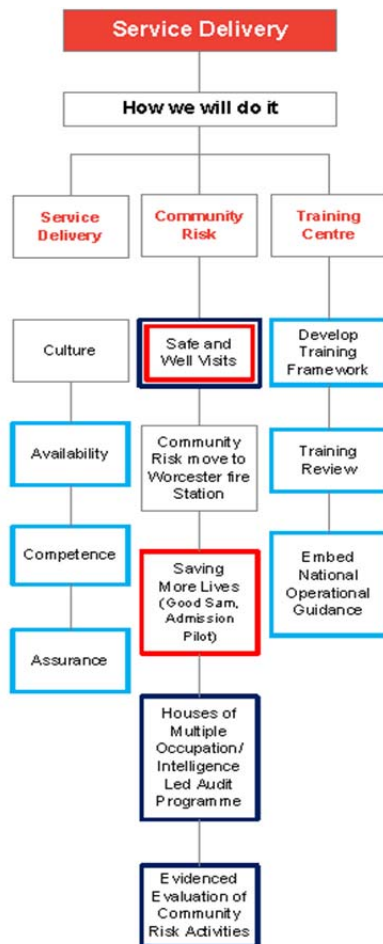 Service Delivery
How we will do it
Service
Delivery
Community
Risk
Training
Centre
Culture
Availability
Competence
Assurance
Safe and
Well Visits
Community
Risk move to
Worcester fire
Station
Saving
More Lives
(Good Sam,
Admission
Pilot)
Houses of
Multiple
Occupation/
Intelligence
Led Audit
Programme
Evidenced
Evaluation of
Community
Risk Activities
Develop
Training
Framework
Training
Review
Embed
National
Operational
Guidance